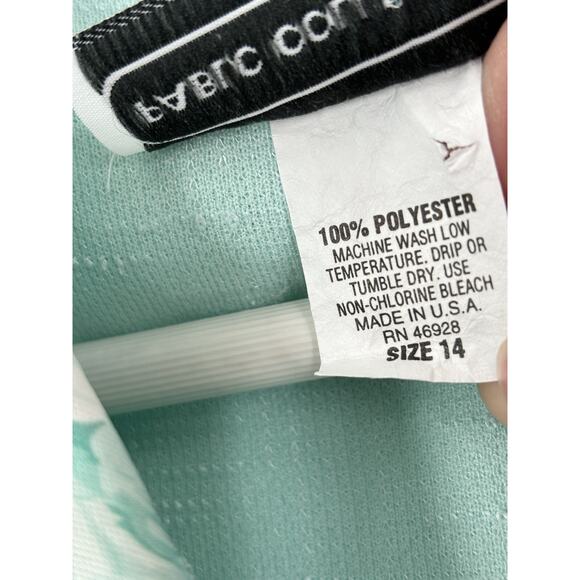 PABLO
100% POLYESTER
MACHINE WASH LOW
TEMPERATURE. DRIP OR
TUMBLE DRY. USE
NON-CHLORINE BLEACH
MADE IN U.S.A.
RN 46928
SIZE 14